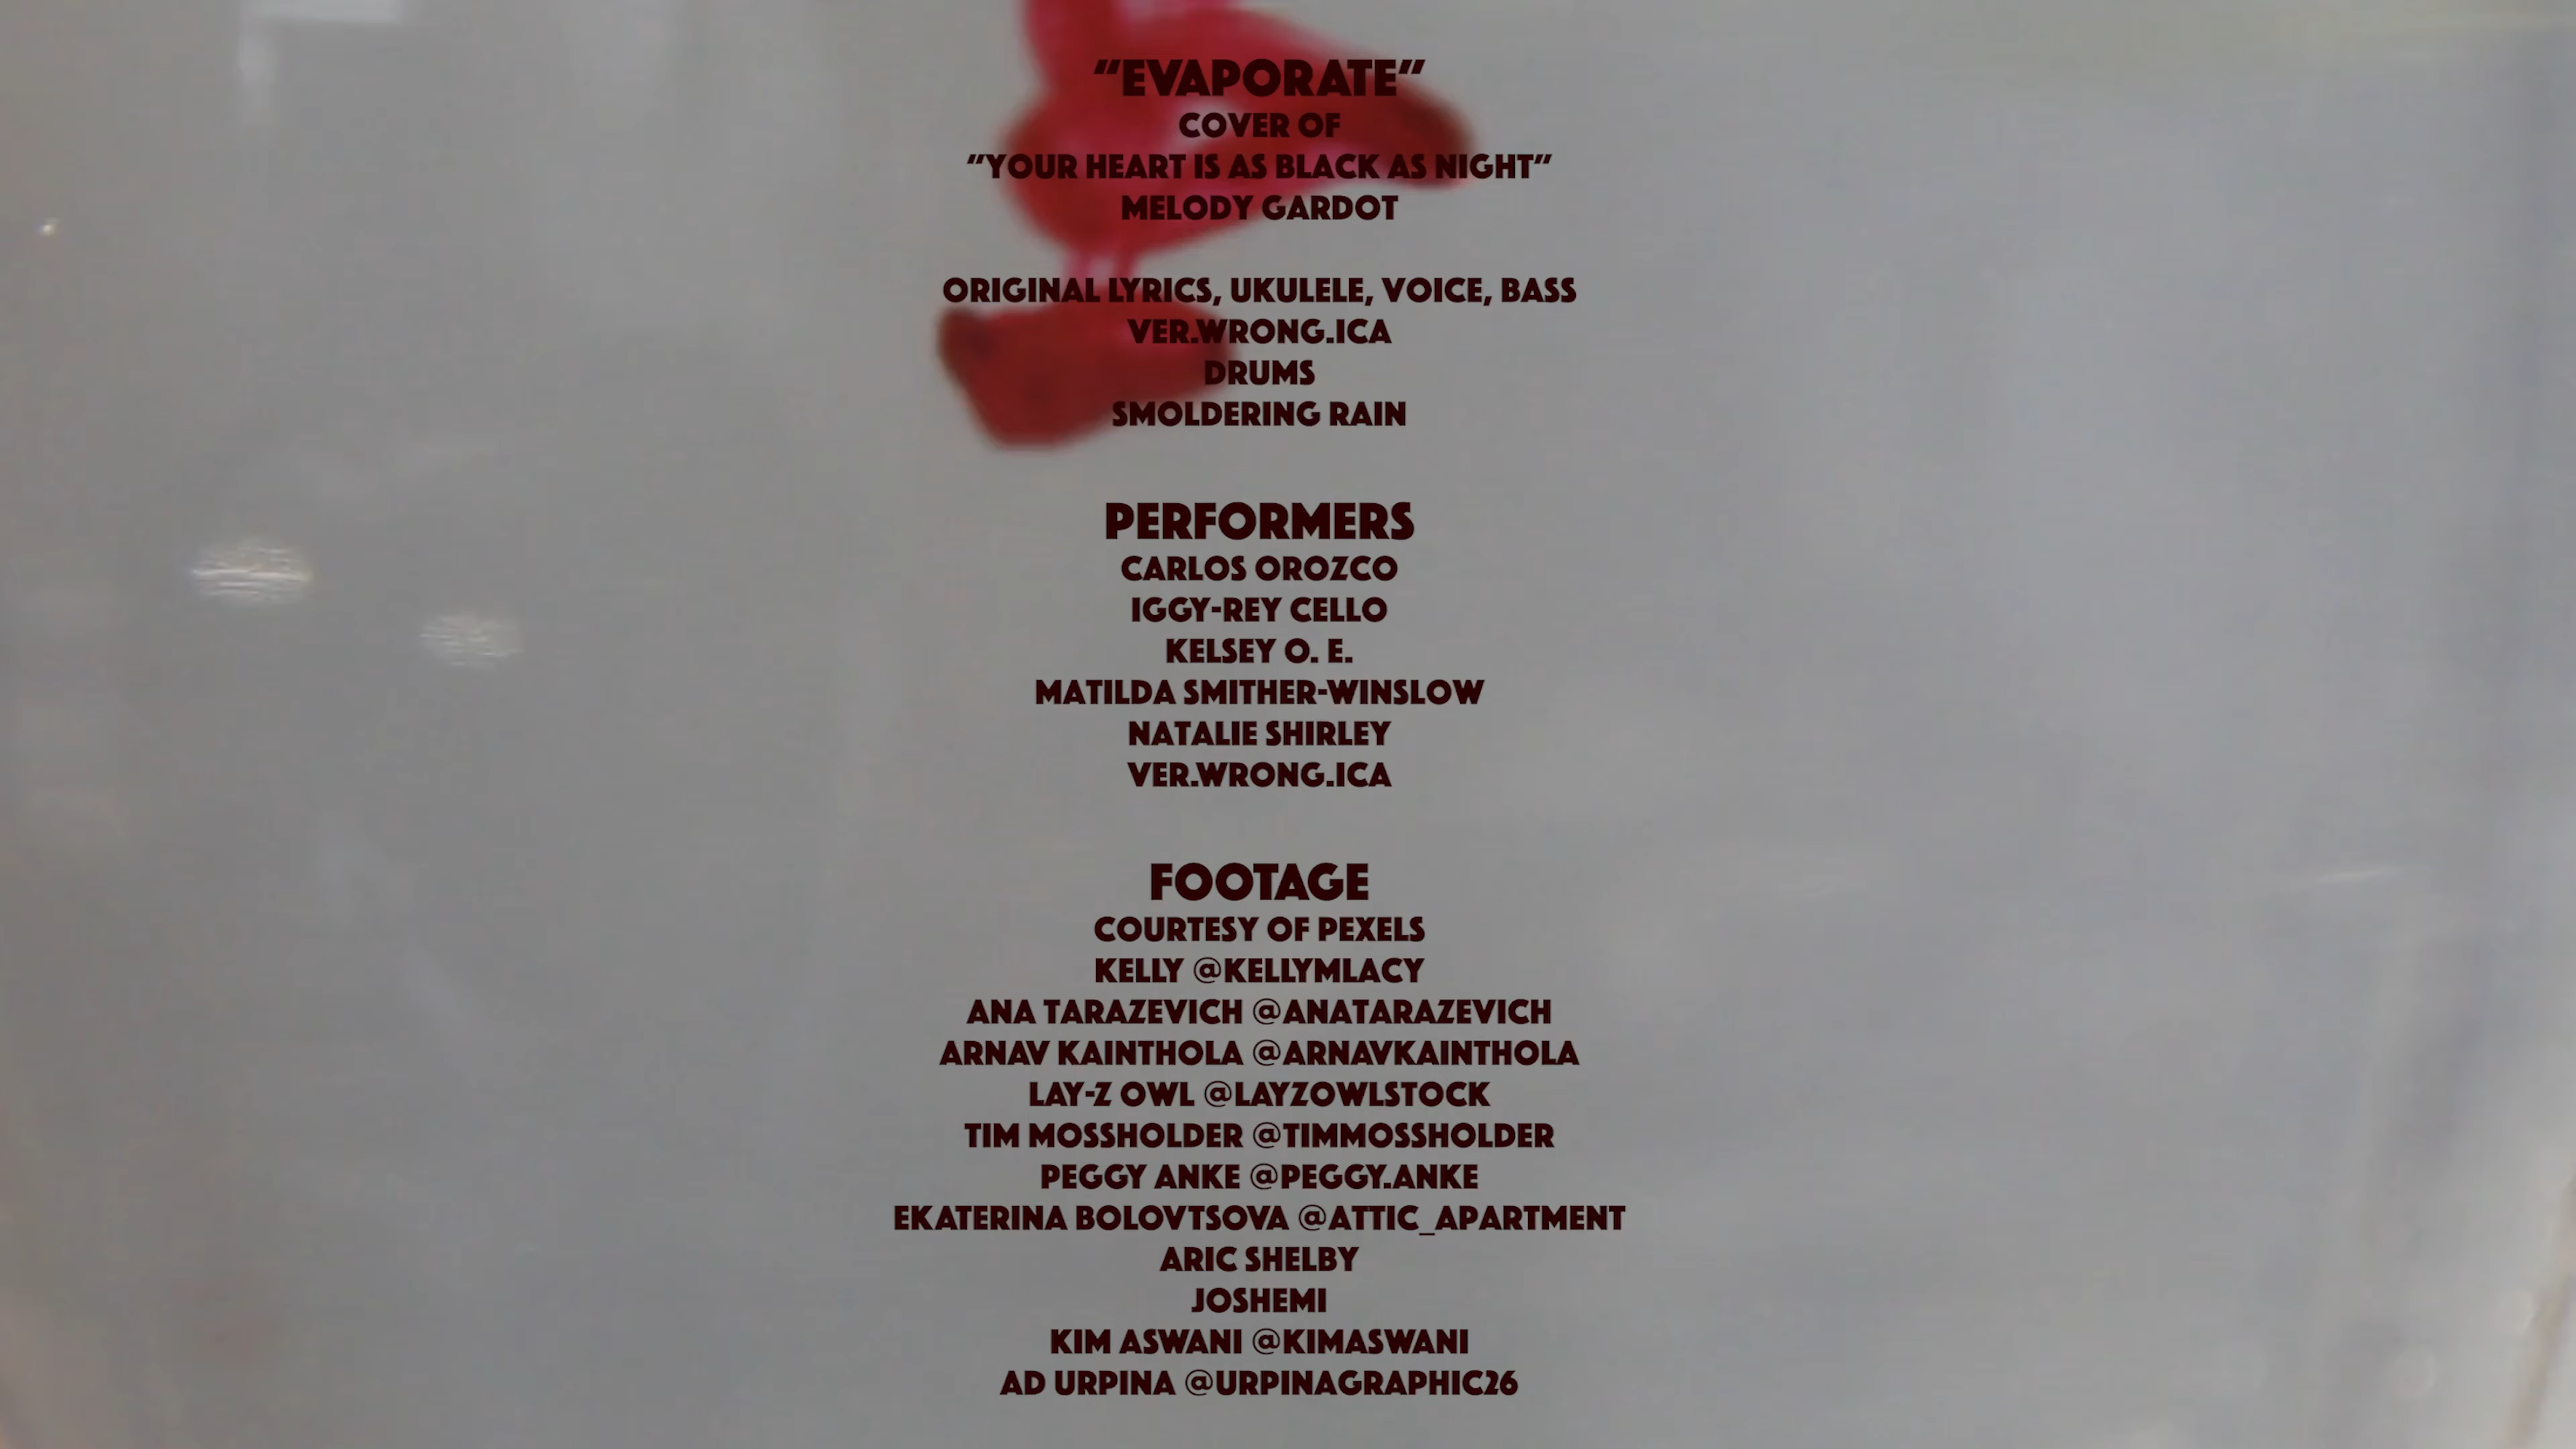 "EVAPORATE"
COVER OF
"YOUR HEART IS AS BLACK AS NIGHT"
MELODY GARDOT
ORIGINAL LYRICS, UKULELE, VOICE, BASS
VER.WRONG.ICA
DRUMS
SMOLDERING RAIN
PERFORMERS
CARLOS OROZCO
IGGY-REY CELLO
KELSEY O. E.
MATILDA SMITHER-WINSLOW
NATALIE SHIRLEY
VER.WRONG.ICA
FOOTAGE
COURTESY OF PEXELS
KELLY @KELLYMLACY
ANA TARAZEVICH @ANATARAZEVICH
ARNAV KAINTHOLA @ARNAVKAINTHOLA
LAY-Z OWL @LAYZOWLSTOCK
TIM MOSSHOLDER @TIMMOSSHOLDER
PEGGY ANKE @PEGGY.ANKE
EKATERINA BOLOVTSOVA @ATTIC_APARTMENT
ARIC SHELBY
JOSHEMI
KIM ASWANI @KIMASWANI
AD URPINA @URPINAGRAPHIC26